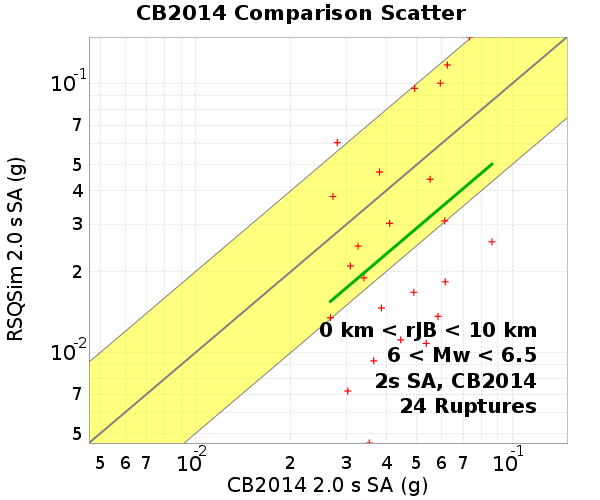 CB2014 Comparison Scatter
RSQSim 2.0 s SA (g)
10⁻¹
7
5
4
3
2
10⁻²
7
5
0 km < rJB < 10 km
6 < Mw < 6.5
2s SA, CB2014
24 Ruptures
5 6 7 10⁻² 2 3 4 5 6 7 10⁻¹
CB2014 2.0 s SA (g)